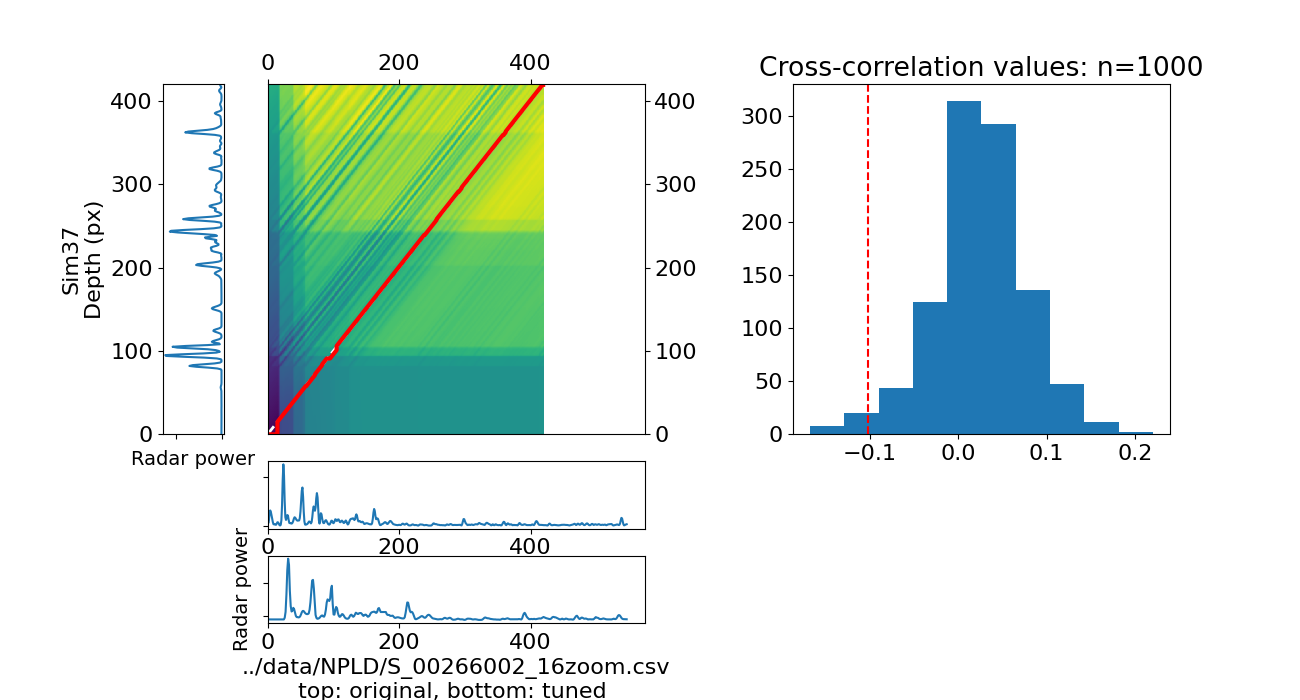 0 200 400
Cross-correlation values: n=1000
400
300
200
100
0
Sim37
Depth (px)
Radar power
400
300
200
100
0
300
250
200
150
100
50
0
−0.1 0.0 0.1 0.2
0 200 400
Radar power
0 200 400
../data/NPLD/S_00266002_16zoom.csv
top: original, bottom: tuned